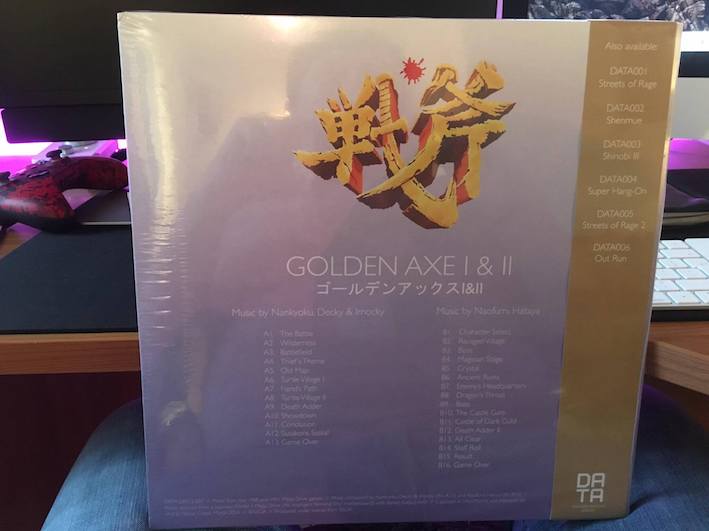 戦斧
GOLDEN AXE I & II
ゴールデンアックスI&II
Music by Nankyoku, Decky & Imocky
A1. The Battle
A2. Wilderness
A3. Battlefield
A4. Thief's Theme
A5. Old Map
A6. Turtle Village I
A7. Fiend's Path
A8. Turtle Village II
A9. Death Adder
A10. Showdown
A11. Conclusion
A12.
A13. Game Over
Music by Naofumi Hataya
B1. Character Select
B2. Ravaged Village
B3. Boss
B4. Magician Stage
B5. Crystal
B6. Ancient Ruins
B7. Enemy's Headquarters
B8. Dragon's Throat
B9.
B10. The Castle Gate
B11. Castle of Dark Guld
B12. Death Adder II
B13. All Clear
B14. Staff Roll
B15. Result
B16. Game Over
Also available:
DATA001
Streets of Rage
DATA002
Shenmue
DATA003
Shinobi III
DATA004
Super Hang-On
DATA005
Streets of Rage 2
DATA006
Out Run
DA
TA